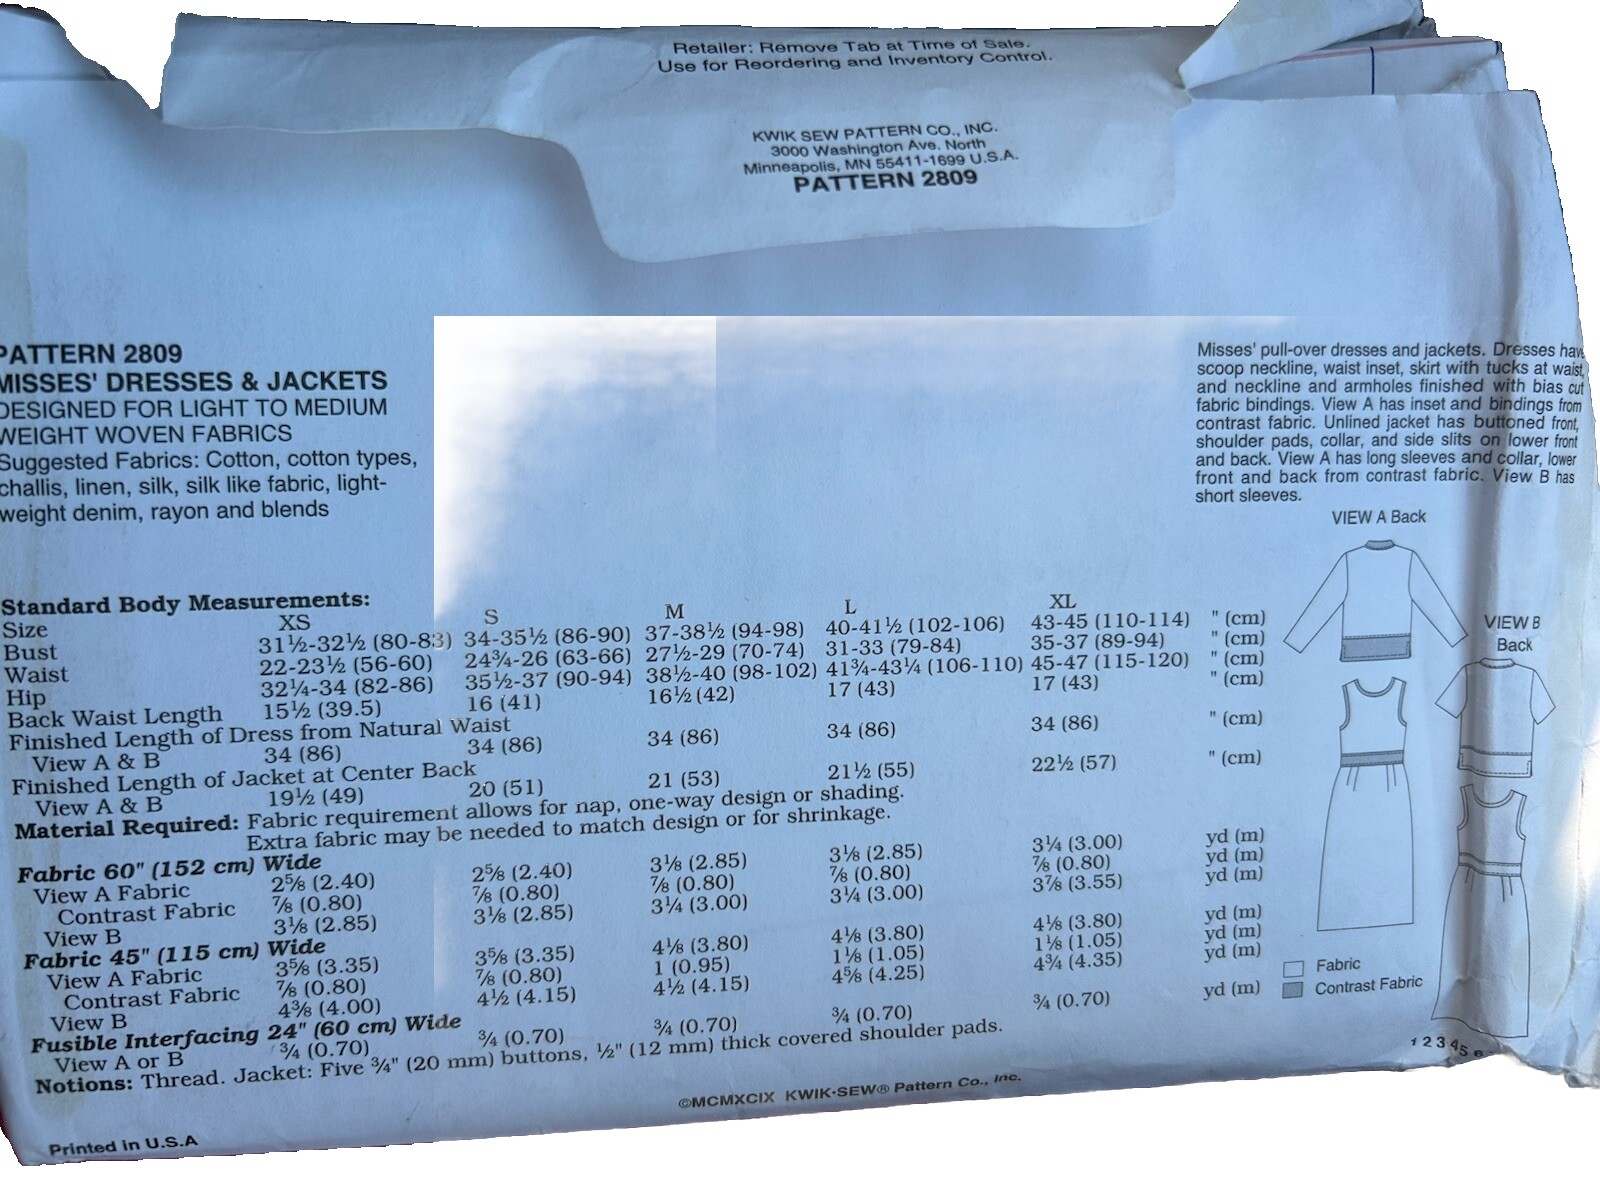 Retailer: Remove Tab at Time of Sale.
Use for Reordering and Inventory Control.
KWIK SEW PATTERN CO., INC.
3000 Washington Ave. North
Minneapolis, MN 55411-1699 U.S.A.
PATTERN 2809
PATTERN 2809
MISSES' DRESSES & JACKETS
DESIGNED FOR LIGHT TO MEDIUM
WEIGHT WOVEN FABRICS
Suggested Fabrics: Cotton, cotton types,
challis, linen, silk, silk like fabric, light-
weight denim, rayon and blends
Misses' pull-over dresses and jackets. Dresses have
scoop neckline, waist inset, skirt with tucks at waist,
and neckline and armholes finished with bias cut
fabric bindings. View A has inset and bindings from
contrast fabric. Unlined jacket has buttoned front,
shoulder pads, collar, and side slits on lower front
and back. View A has long sleeves and collar, lower
front and back from contrast fabric. View B has
short sleeves.
VIEW A Back
VIEW B
Back
Fabric
Contrast Fabric
1 2 3 4 5 6
Standard Body Measurements:
Size XS S M L XL
Bust 31½-32½ (80-83) 34-35½ (86-90) 37-38½ (94-98) 40-41½ (102-106) 43-45 (110-114) " (cm)
Waist 22-23½ (56-60) 24¾-26 (63-66) 27½-29 (70-74) 31-33 (79-84) 35-37 (89-94) " (cm)
Hip 32¼-34 (82-86) 35½-37 (90-94) 38½-40 (98-102) 41¾-43¼ (106-110) 45-47 (115-120) " (cm)
Back Waist Length 15½ (39.5) 16 (41) 16½ (42) 17 (43) 17 (43) " (cm)
Finished Length of Dress from Natural Waist
View A & B 34 (86) 34 (86) 34 (86) 34 (86) 34 (86) " (cm)
Finished Length of Jacket at Center Back
View A & B 19½ (49) 20 (51) 21 (53) 21½ (55) 22½ (57) " (cm)
Material Required: Fabric requirement allows for nap, one-way design or shading.
Extra fabric may be needed to match design or for shrinkage.
Fabric 60" (152 cm) Wide
View A Fabric 2⅝ (2.40) 2⅝ (2.40) 3⅛ (2.85) 3⅛ (2.85) 3¼ (3.00) yd (m)
Contrast Fabric ⅞ (0.80) ⅞ (0.80) ⅞ (0.80) ⅞ (0.80) ⅞ (0.80) yd (m)
View B 3⅛ (2.85) 3⅛ (2.85) 3¼ (3.00) 3¼ (3.00) 3⅞ (3.55) yd (m)
Fabric 45" (115 cm) Wide
View A Fabric 3⅝ (3.35) 3⅝ (3.35) 4⅛ (3.80) 4⅛ (3.80) 4⅛ (3.80) yd (m)
Contrast Fabric ⅞ (0.80) ⅞ (0.80) 1 (0.95) 1⅛ (1.05) 1⅛ (1.05) yd (m)
View B 4⅜ (4.00) 4½ (4.15) 4½ (4.15) 4⅝ (4.25) 4¾ (4.35) yd (m)
Fusible Interfacing 24" (60 cm) Wide
View A or B ¾ (0.70) ¾ (0.70) ¾ (0.70) ¾ (0.70) ¾ (0.70) yd (m)
Notions: Thread. Jacket: Five ¾" (20 mm) buttons, ½" (12 mm) thick covered shoulder pads.
©MCMXCIX KWIK•SEW® Pattern Co., Inc.
Printed in U.S.A